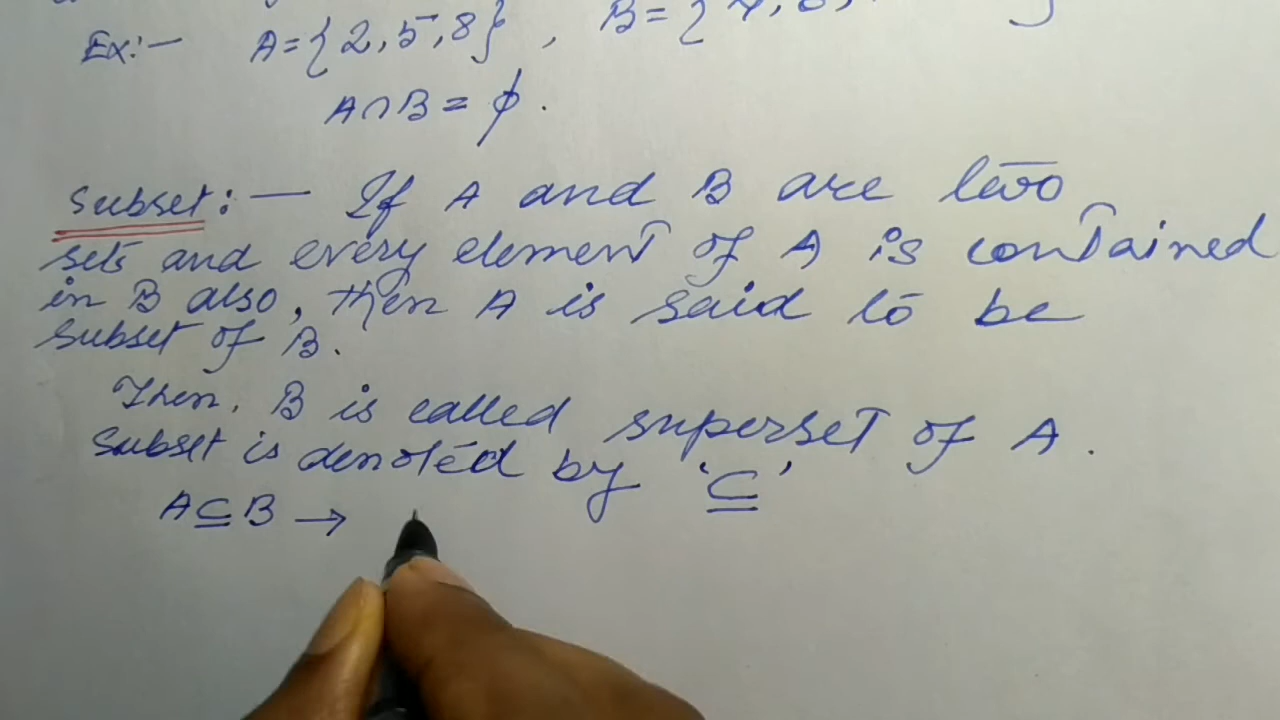 Ex:- A={2,5,8}, B={7,
A∩B = ϕ.
Subset:- If A and B are two
sets and every element of A is contained
in B also, then A is said to be
subset of B.
Then, B is called superset of A.
Subset is denoted by '⊆'
A⊆B →